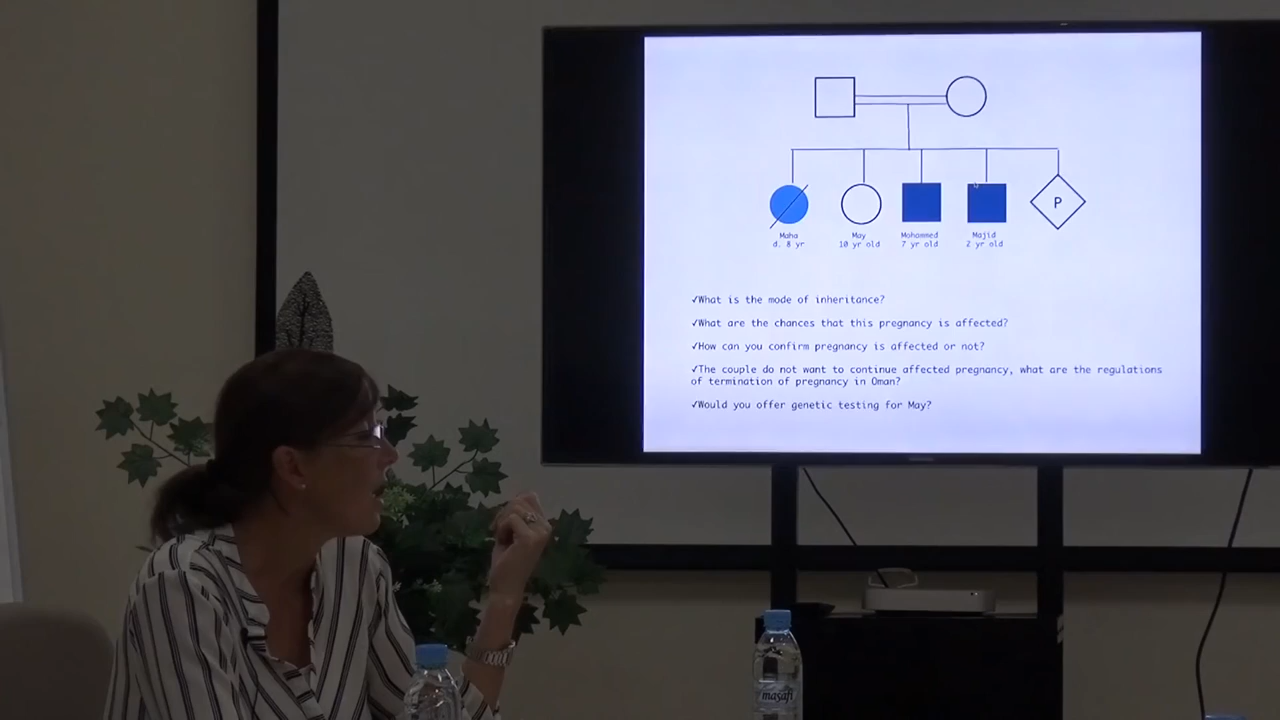 P
Maha
d. 8 yr
May
10 yr old
Mohammed
7 yr old
Majid
2 yr old
✓What is the mode of inheritance?
✓What are the chances that this pregnancy is affected?
✓How can you confirm pregnancy is affected or not?
✓The couple do not want to continue affected pregnancy, what are the regulations
of termination of pregnancy in Oman?
✓Would you offer genetic testing for May?
masafi